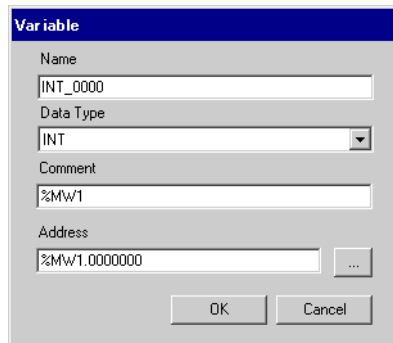 Variable
Name
INT_0000
Data Type
INT
Comment
%MW1
Address
%MW1.0000000
...
OK Cancel